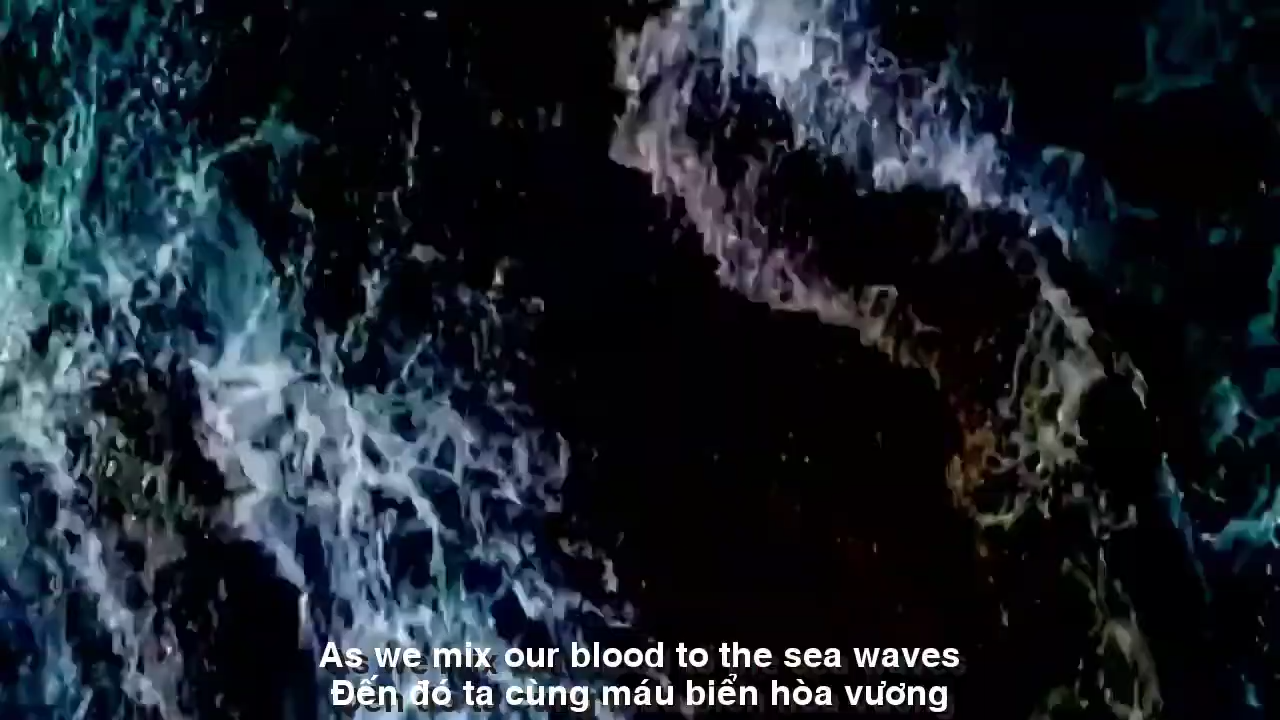 As we mix our blood to the sea waves
Đến đó ta cùng máu biển hòa vương